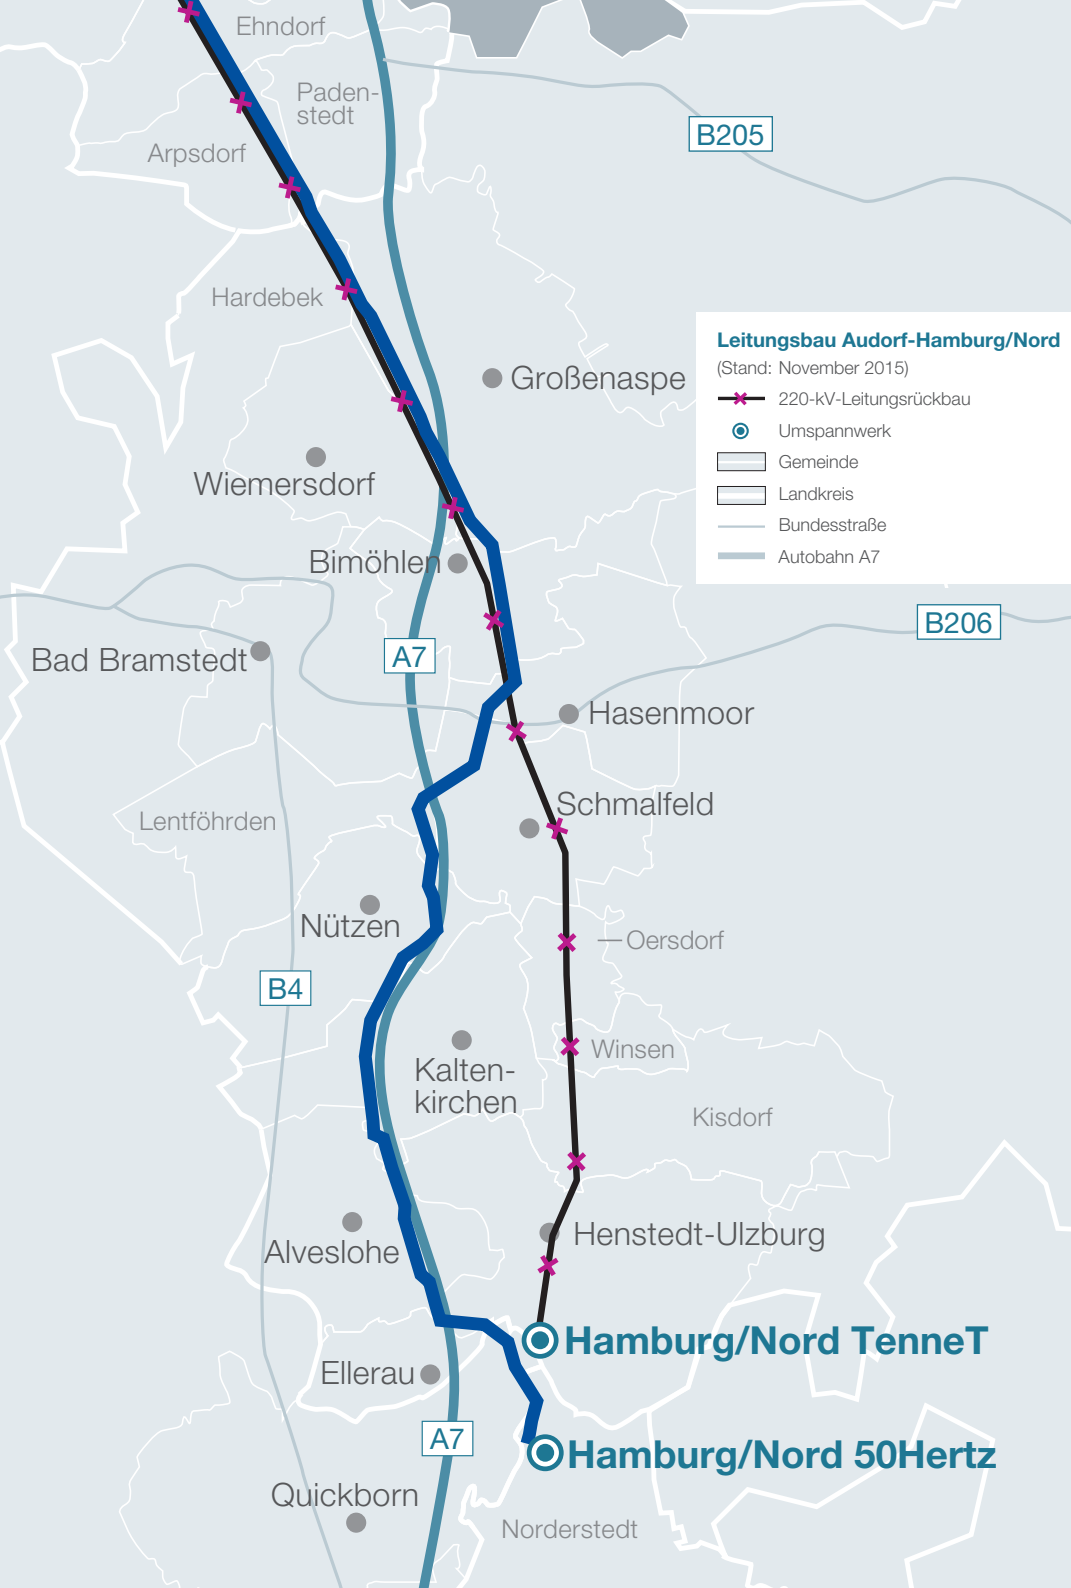 Ehndorf
Paden-
stedt
B205
Arpsdorf
Hardebek
Leitungsbau Audorf-Hamburg/Nord
(Stand: November 2015)
220-kV-Leitungsrückbau
Umspannwerk
Gemeinde
Landkreis
Bundesstraße
Autobahn A7
Großenaspe
Wiemersdorf
Bimöhlen
B206
A7
Bad Bramstedt
Hasenmoor
Schmalfeld
Lentföhrden
Nützen
Oersdorf
B4
Winsen
Kalten-
kirchen
Kisdorf
Henstedt-Ulzburg
Alveslohe
Hamburg/Nord TenneT
Ellerau
A7
Hamburg/Nord 50Hertz
Quickborn
Norderstedt